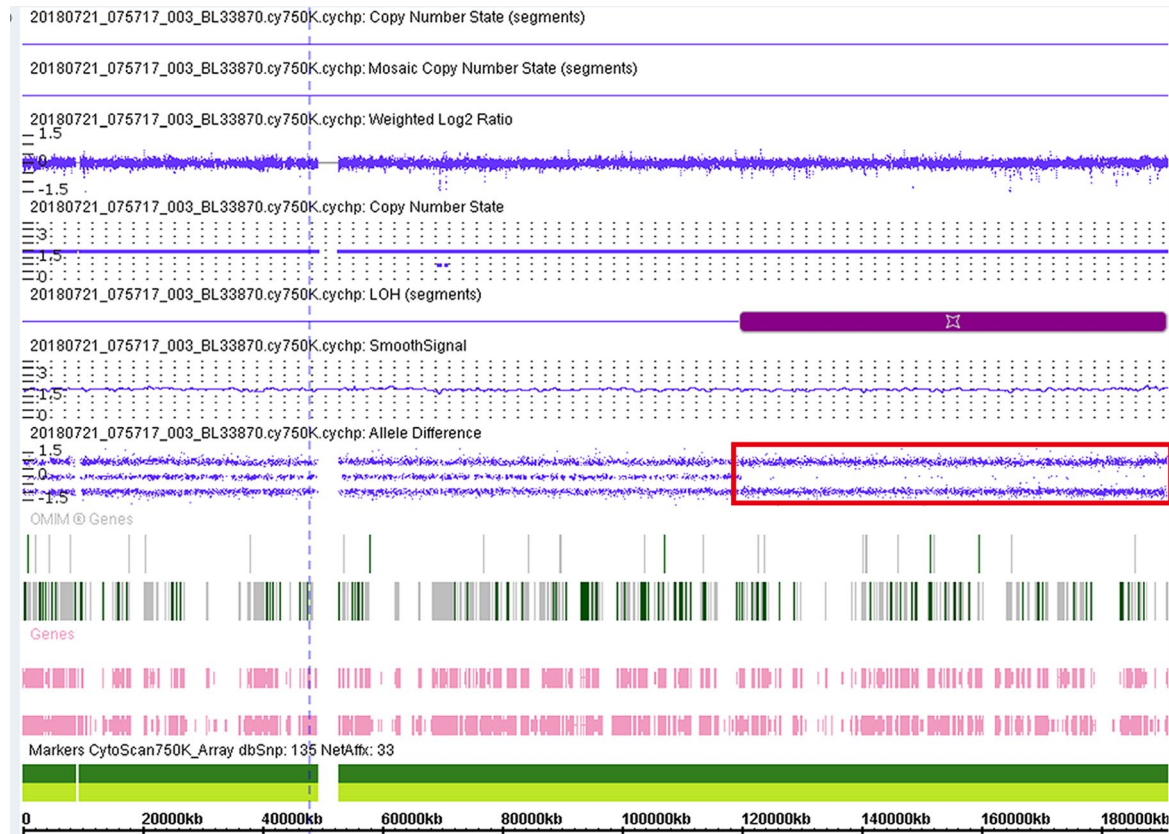 20180721_075717_003_BL33870.cy750K.cychp: Copy Number State (segments)
20180721_075717_003_BL33870.cy750K.cychp: Mosaic Copy Number State (segments)
20180721_075717_003_BL33870.cy750K.cychp: Weighted Log2 Ratio
1.5
0
-1.5
20180721_075717_003_BL33870.cy750K.cychp: Copy Number State
3
1.5
0
20180721_075717_003_BL33870.cy750K.cychp: LOH (segments)
20180721_075717_003_BL33870.cy750K.cychp: SmoothSignal
3
1.5
0
20180721_075717_003_BL33870.cy750K.cychp: Allele Difference
1.5
0
-1.5
OMIM ® Genes
Genes
Markers CytoScan750K_Array dbSnp: 135 NetAffx: 33
0 20000kb 40000kb 60000kb 80000kb 100000kb 120000kb 140000kb 160000kb 180000kb